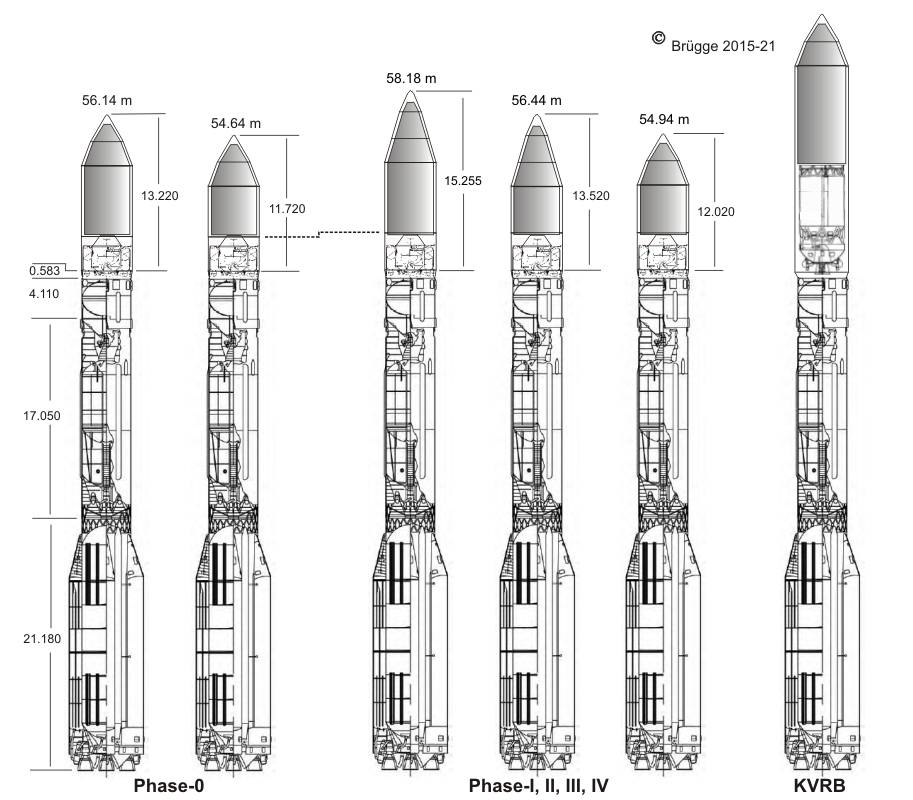 © Brügge 2015-21
58.18 m
56.14 m
56.44 m
54.64 m
54.94 m
15.255
13.220
13.520
11.720
12.020
0.583
4.110
17.050
21.180
Phase-0
Phase-I, II, III, IV
KVRB